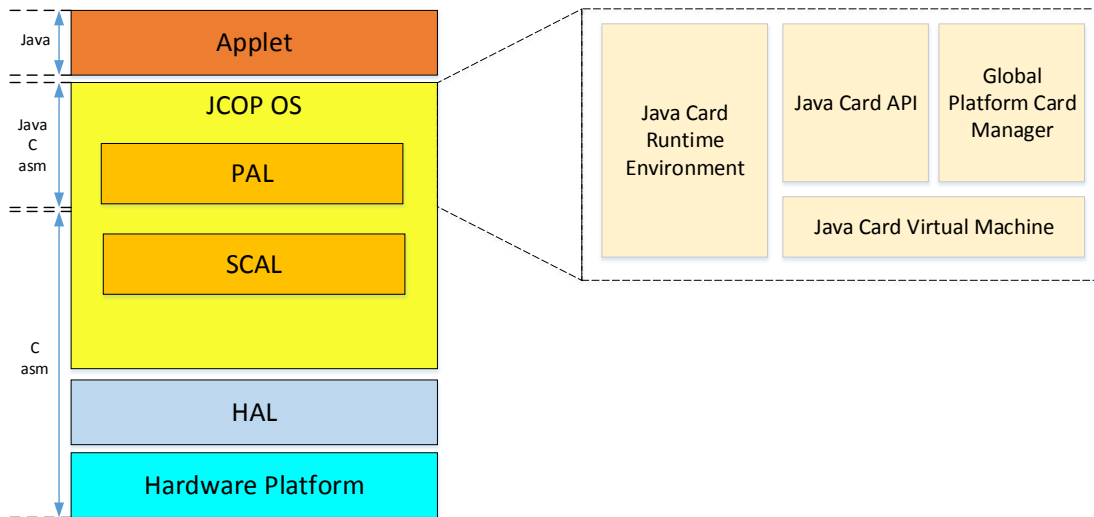 Java
Applet
JCOP OS
Java
C
asm
PAL
SCAL
C
asm
HAL
Hardware Platform
Java Card
Runtime
Environment
Java Card API
Global
Platform Card
Manager
Java Card Virtual Machine